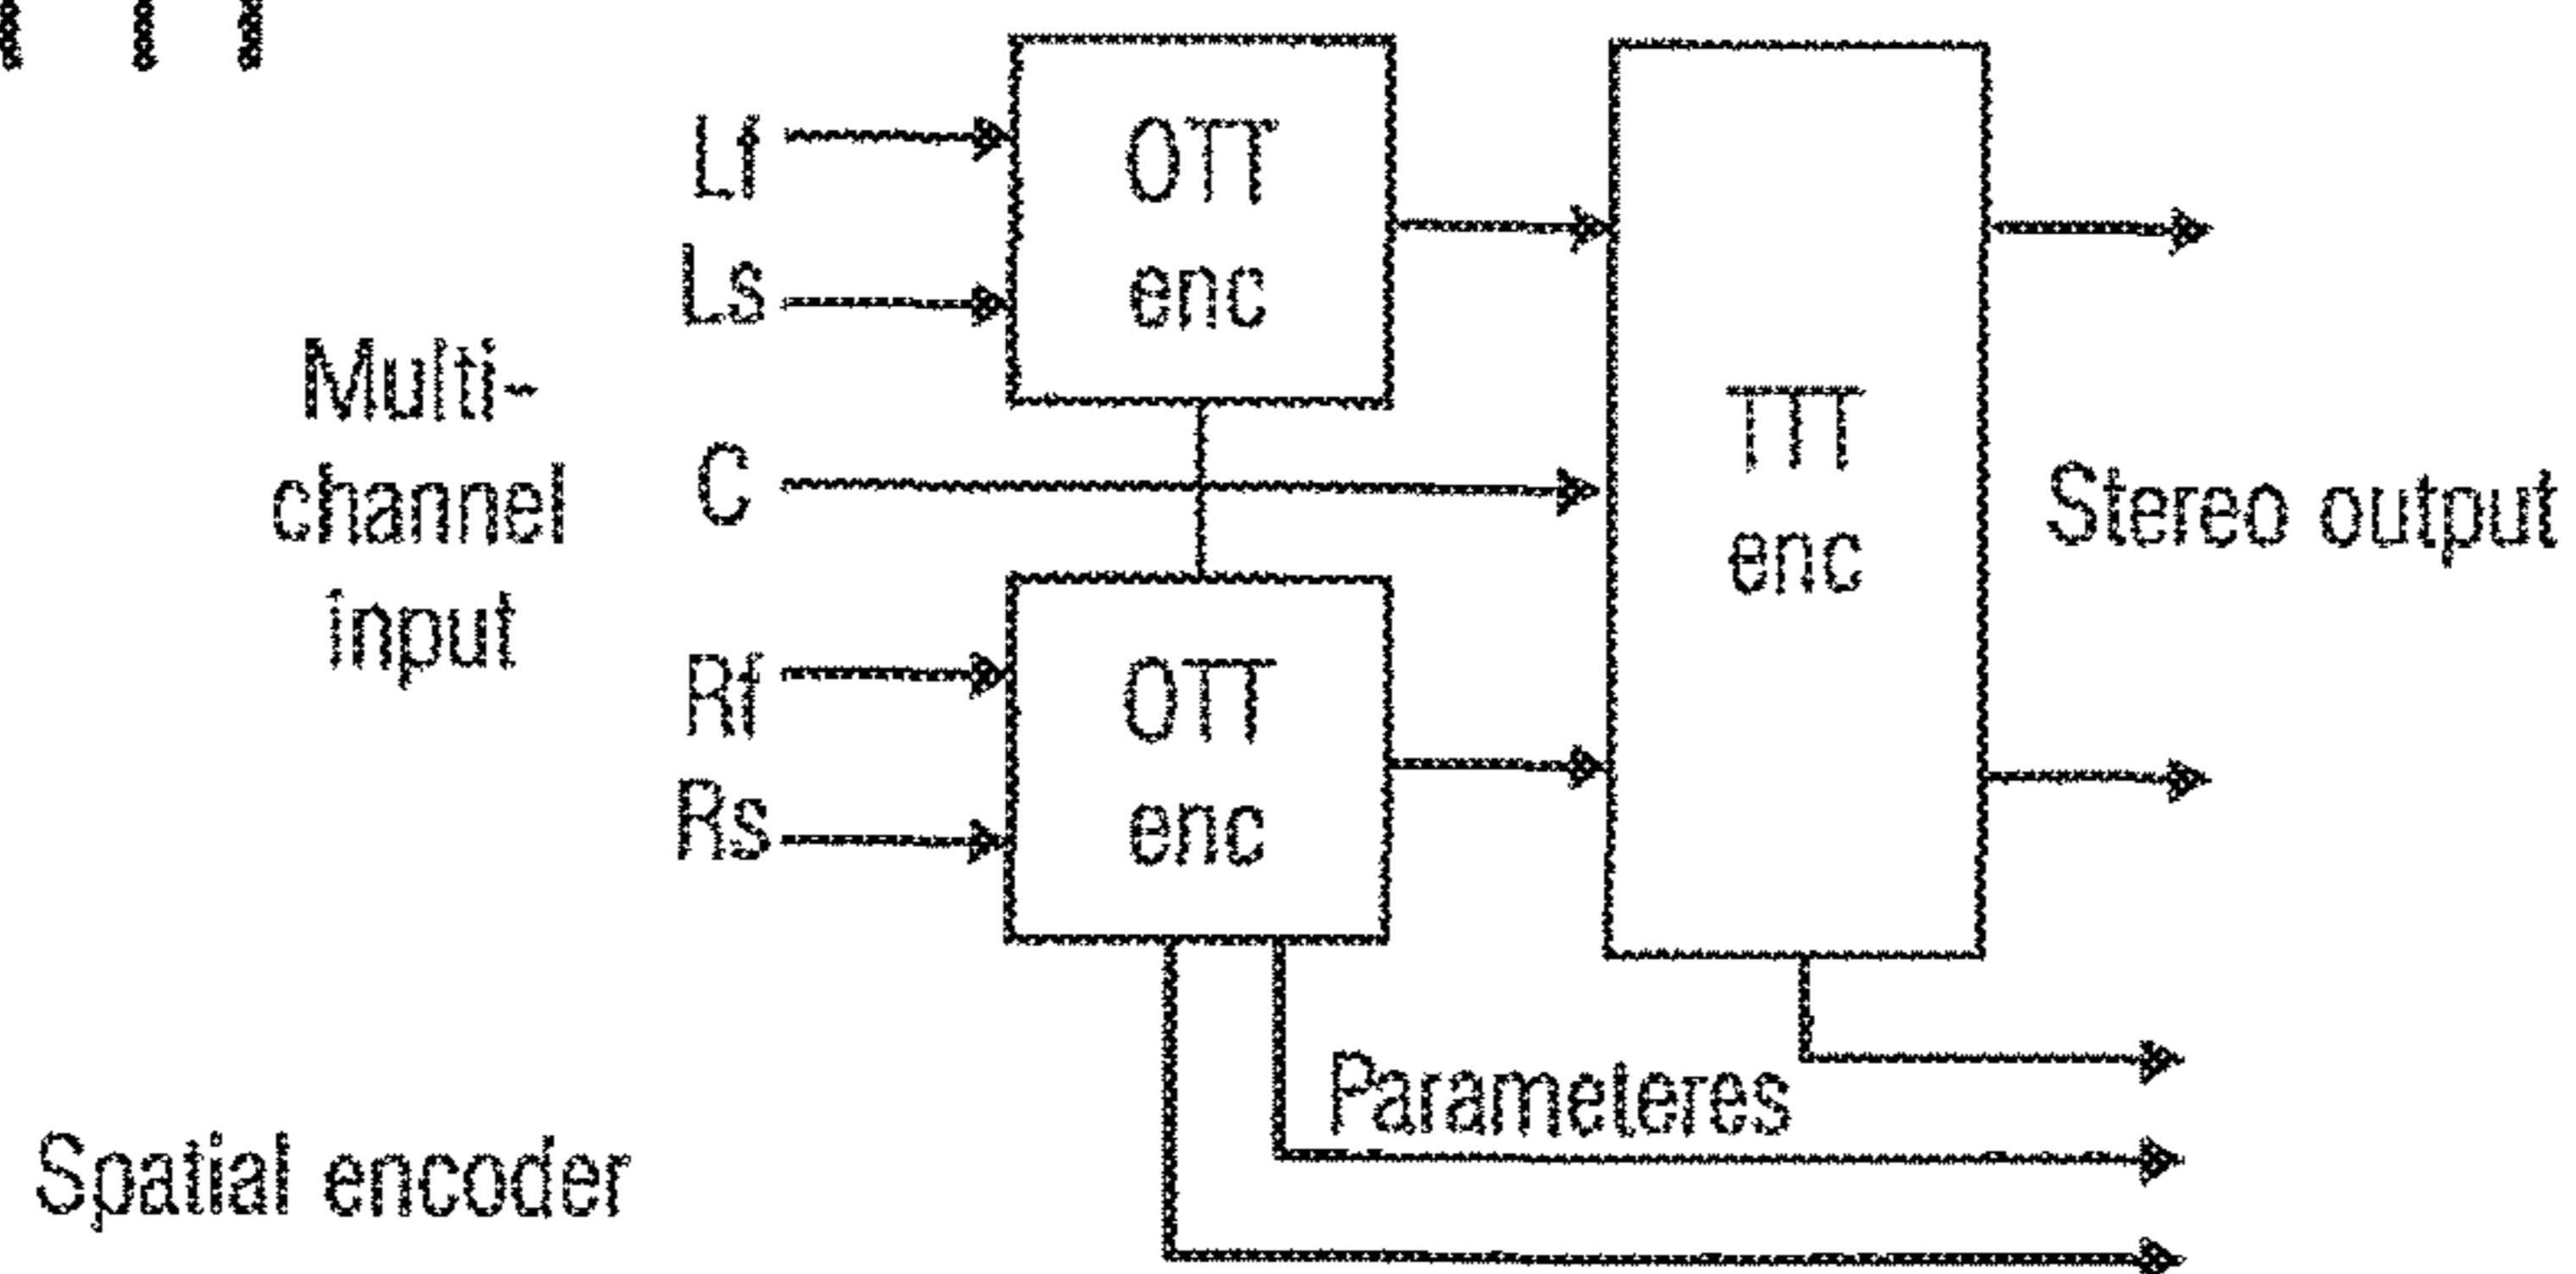 Lf
OTT
enc
Ls
Multi-
channel
input
C
TTT
enc
Stereo output
Rf
OTT
enc
Rs
Parameteres
Spatial encoder